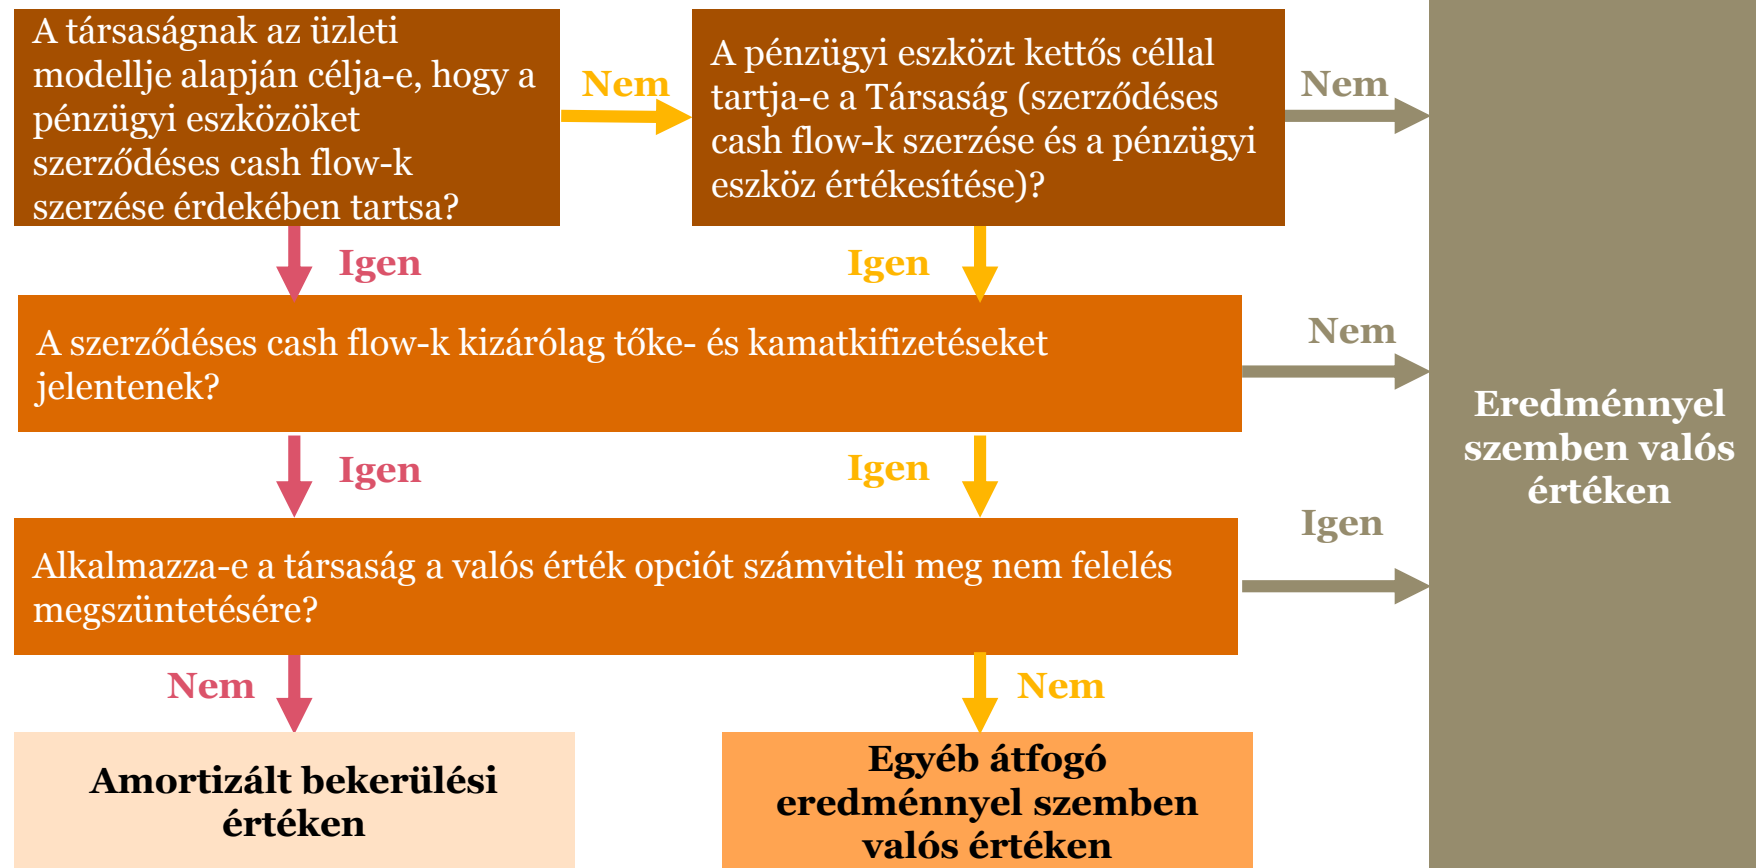 A társaságnak az üzleti
modellje alapján célja-e, hogy a
pénzügyi eszközöket
szerződéses cash flow-k
szerzése érdekében tartsa?
Nem
A pénzügyi eszközt kettős céllal
tartja-e a Társaság (szerződéses
cash flow-k szerzése és a pénzügyi
eszköz értékesítése)?
Nem
Igen
Igen
A szerződéses cash flow-k kizárólag tőke- és kamatkifizetéseket
jelentenek?
Nem
Igen
Igen
Alkalmazza-e a társaság a valós érték opciót számviteli meg nem felelés
megszüntetésére?
Igen
Nem
Nem
Amortizált bekerülési
értéken
Egyéb átfogó
eredménnyel szemben
valós értéken
Eredménnyel
szemben valós
értéken